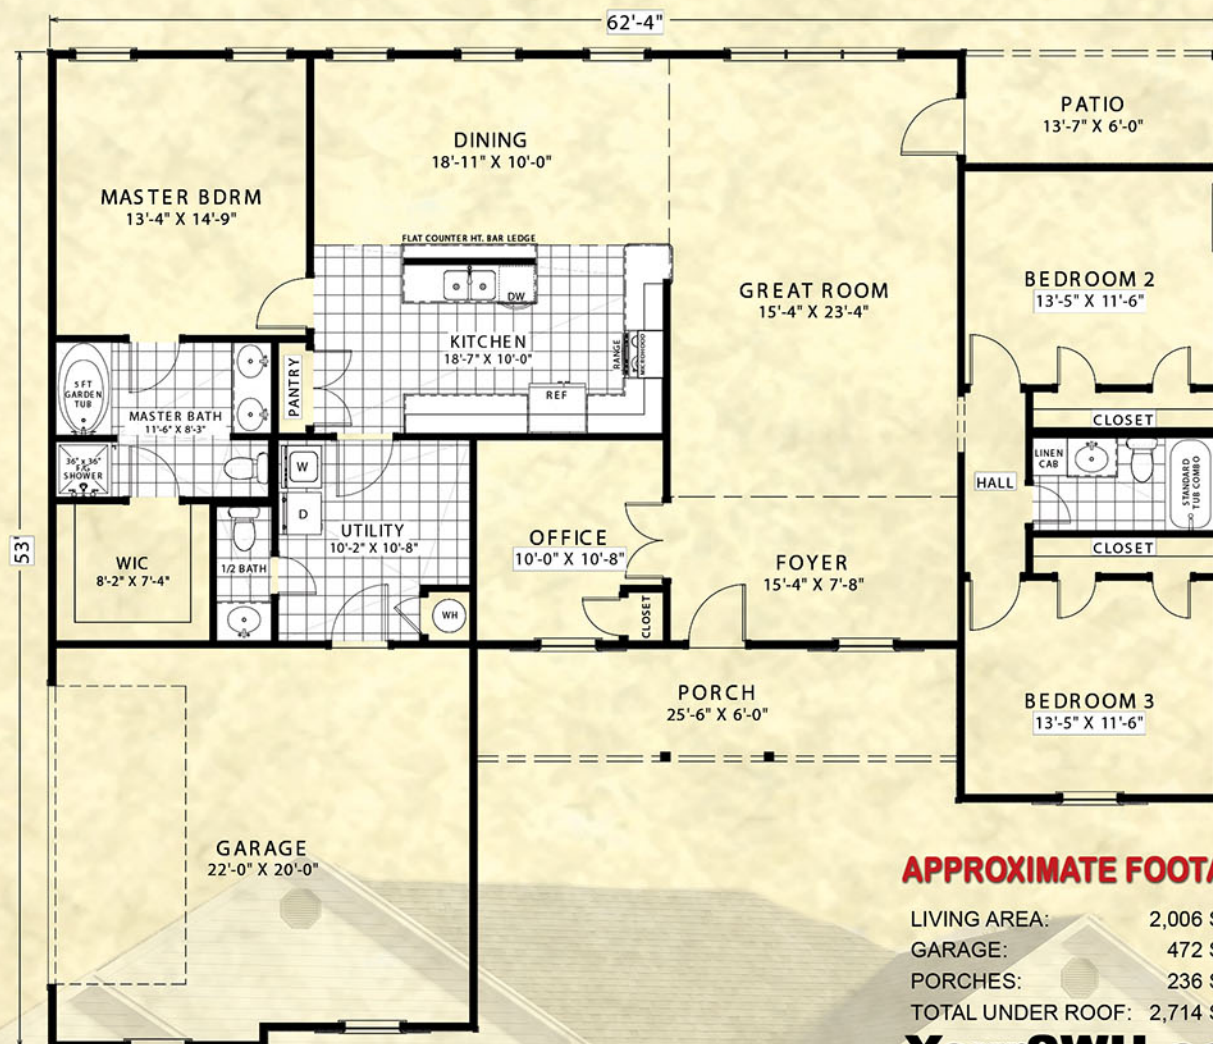 62'-4"
53'
MASTER BDRM
13'-4" X 14'-9"
DINING
18'-11" X 10'-0"
PATIO
13'-7" X 6'-0"
FLAT COUNTER HT. BAR LEDGE
DW
KITCHEN
18'-7" X 10'-0"
RANGE
MICROHOOD
REF
PANTRY
GREAT ROOM
15'-4" X 23'-4"
BEDROOM 2
13'-5" X 11'-6"
CLOSET
5 FT
GARDEN
TUB
MASTER BATH
11'-6" X 8'-3"
36" x 36"
F/G
SHOWER
W
D
UTILITY
10'-2" X 10'-8"
WIC
8'-2" X 7'-4"
1/2 BATH
WH
OFFICE
10'-0" X 10'-8"
CLOSET
FOYER
15'-4" X 7'-8"
HALL
LINEN
CAB
STANDARD
TUB COMBO
CLOSET
BEDROOM 3
13'-5" X 11'-6"
PORCH
25'-6" X 6'-0"
GARAGE
22'-0" X 20'-0"
APPROXIMATE FOOTA
LIVING AREA: 2,006 S
GARAGE: 472 S
PORCHES: 236 S
TOTAL UNDER ROOF: 2,714 S